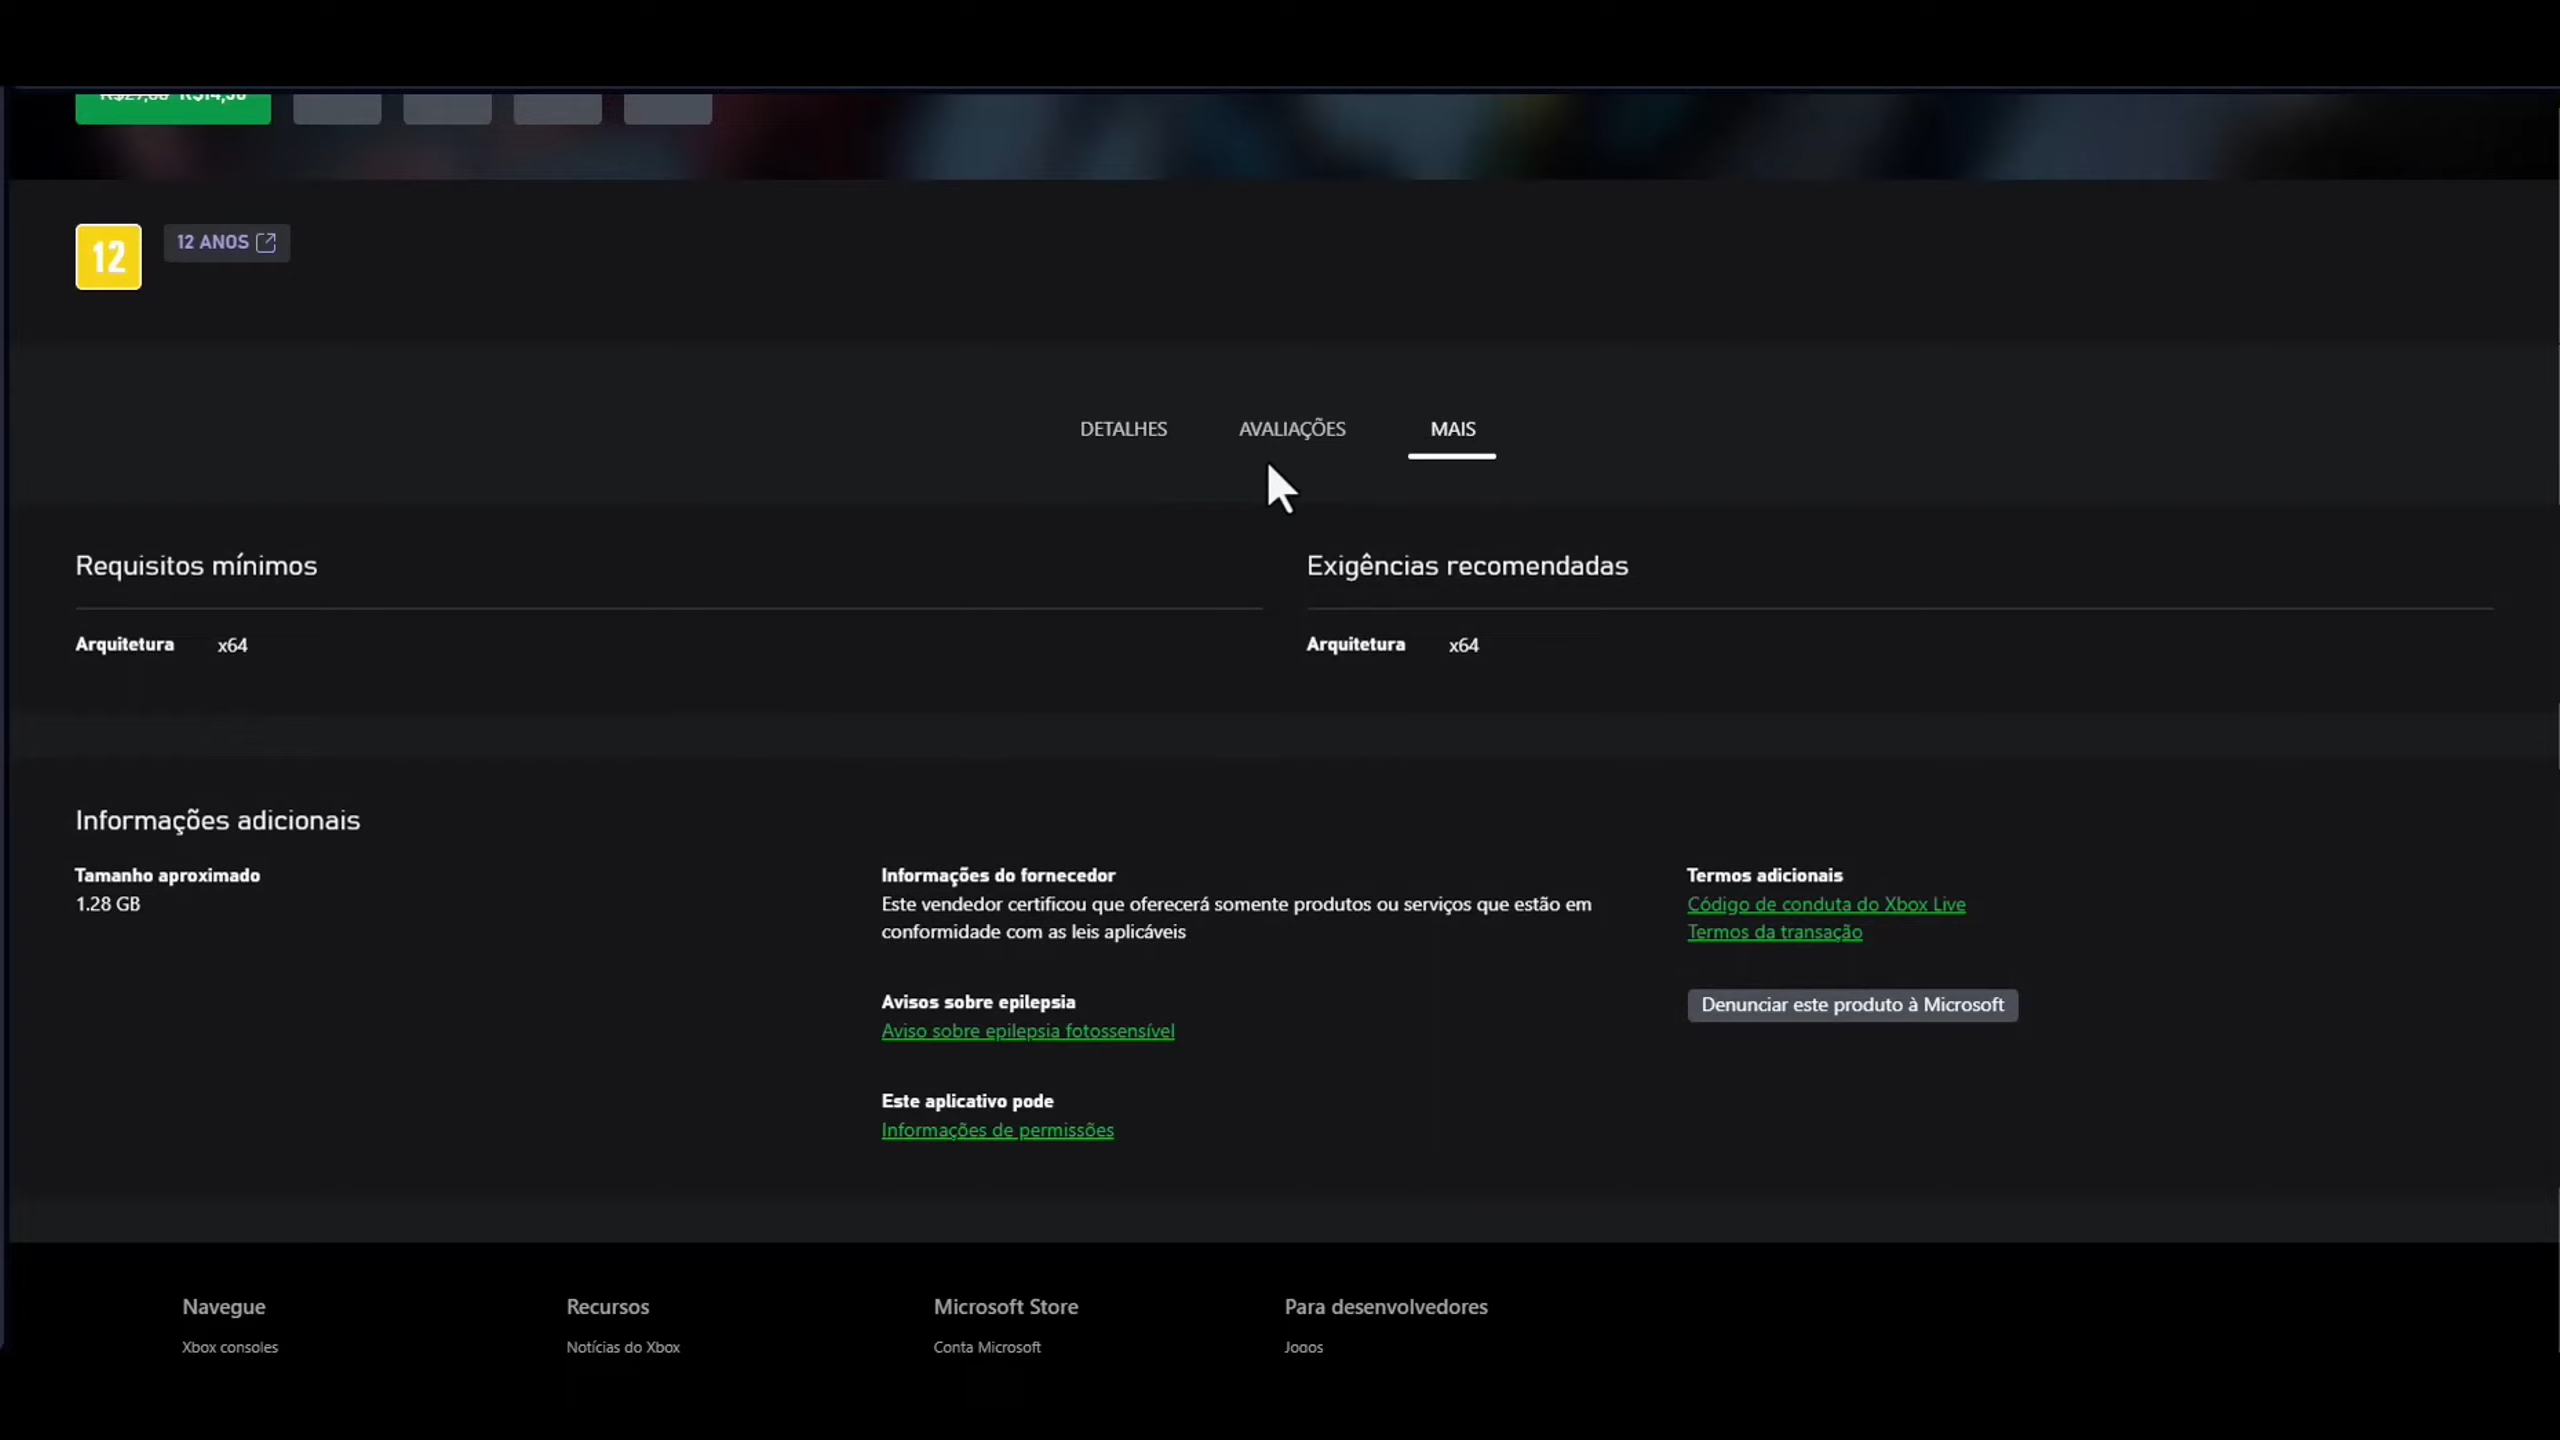 12
12 ANOS
DETALHES AVALIAÇÕES MAIS
Requisitos mínimos
Arquitetura x64
Exigências recomendadas
Arquitetura x64
Informações adicionais
Tamanho aproximado
1.28 GB
Informações do fornecedor
Este vendedor certificou que oferecerá somente produtos ou serviços que estão em
conformidade com as leis aplicáveis
Avisos sobre epilepsia
Aviso sobre epilepsia fotossensível
Este aplicativo pode
Informações de permissões
Termos adicionais
Código de conduta do Xbox Live
Termos da transação
Denunciar este produto à Microsoft
Navegue
Xbox consoles
Recursos
Notícias do Xbox
Microsoft Store
Conta Microsoft
Para desenvolvedores
Jogos